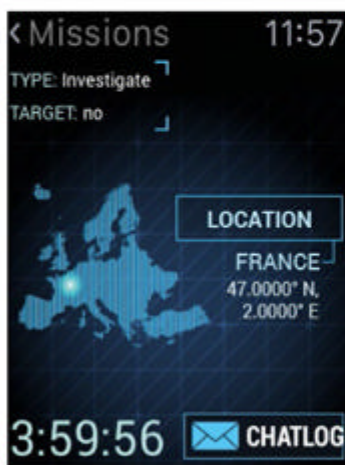 <Missions 11:57
TYPE: Investigate
TARGET: no
LOCATION
FRANCE
47.0000° N,
2.0000° E
3:59:56 CHATLOG